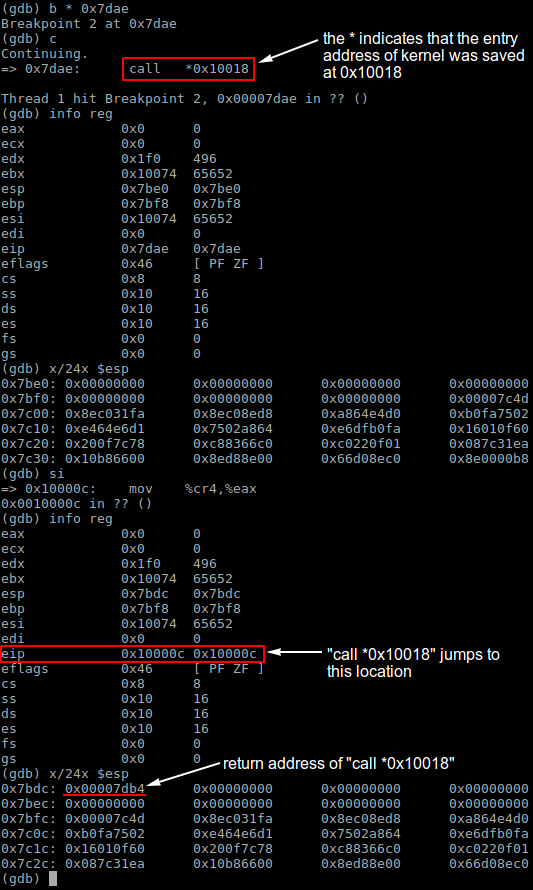 (gdb) b * 0x7dae
Breakpoint 2 at 0x7dae
(gdb) c
Continuing.
=> 0x7dae:      call   *0x10018
the * indicates that the entry
address of kernel was saved
at 0x10018
Thread 1 hit Breakpoint 2, 0x00007dae in ?? ()
(gdb) info reg
eax            0x0      0
ecx            0x0      0
edx            0x1f0    496
ebx            0x10074  65652
esp            0x7be0   0x7be0
ebp            0x7bf8   0x7bf8
esi            0x10074  65652
edi            0x0      0
eip            0x7dae   0x7dae
eflags         0x46     [ PF ZF ]
cs             0x8      8
ss             0x10     16
ds             0x10     16
es             0x10     16
fs             0x0      0
gs             0x0      0
(gdb) x/24x $esp
0x7be0: 0x00000000      0x00000000      0x00000000      0x00000000
0x7bf0: 0x00000000      0x00000000      0x00000000      0x00007c4d
0x7c00: 0x8ec031fa      0x8ec08ed8      0xa864e4d0      0xb0fa7502
0x7c10: 0xe464e6d1      0x7502a864      0xe6dfb0fa      0x16010f60
0x7c20: 0x200f7c78      0xc88366c0      0xc0220f01      0x087c31ea
0x7c30: 0x10b86600      0x8ed88e00      0x66d08ec0      0x8e0000b8
(gdb) si
=> 0x10000c:    mov    %cr4,%eax
0x0010000c in ?? ()
(gdb) info reg
eax            0x0      0
ecx            0x0      0
edx            0x1f0    496
ebx            0x10074  65652
esp            0x7bdc   0x7bdc
ebp            0x7bf8   0x7bf8
esi            0x10074  65652
edi            0x0      0
eip            0x10000c 0x10000c
"call *0x10018" jumps to
this location
eflags         0x46     [ PF ZF ]
cs             0x8      8
ss             0x10     16
ds             0x10     16
es             0x10     16
fs             0x0      0
gs             0x0      0
return address of "call *0x10018"
(gdb) x/24x $esp
0x7bdc: 0x00007db4      0x00000000      0x00000000      0x00000000
0x7bec: 0x00000000      0x00000000      0x00000000      0x00000000
0x7bfc: 0x00007c4d      0x8ec031fa      0x8ec08ed8      0xa864e4d0
0x7c0c: 0xb0fa7502      0xe464e6d1      0x7502a864      0xe6dfb0fa
0x7c1c: 0x16010f60      0x200f7c78      0xc88366c0      0xc0220f01
0x7c2c: 0x087c31ea      0x10b86600      0x8ed88e00      0x66d08ec0
(gdb)